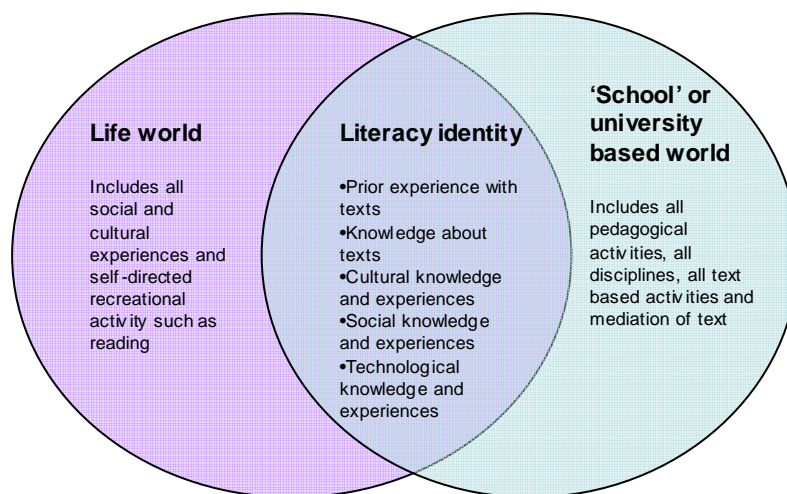 Life world
Includes all
social and
cultural
experiences and
self-directed
recreational
activity such as
reading
Literacy identity
•Prior experience with
texts
•Knowledge about
texts
•Cultural knowledge
and experiences
•Social knowledge
and experiences
•Technological
knowledge and
experiences
‘School’ or
university
based world
Includes all
pedagogical
activities, all
disciplines, all text
based activities and
mediation of text